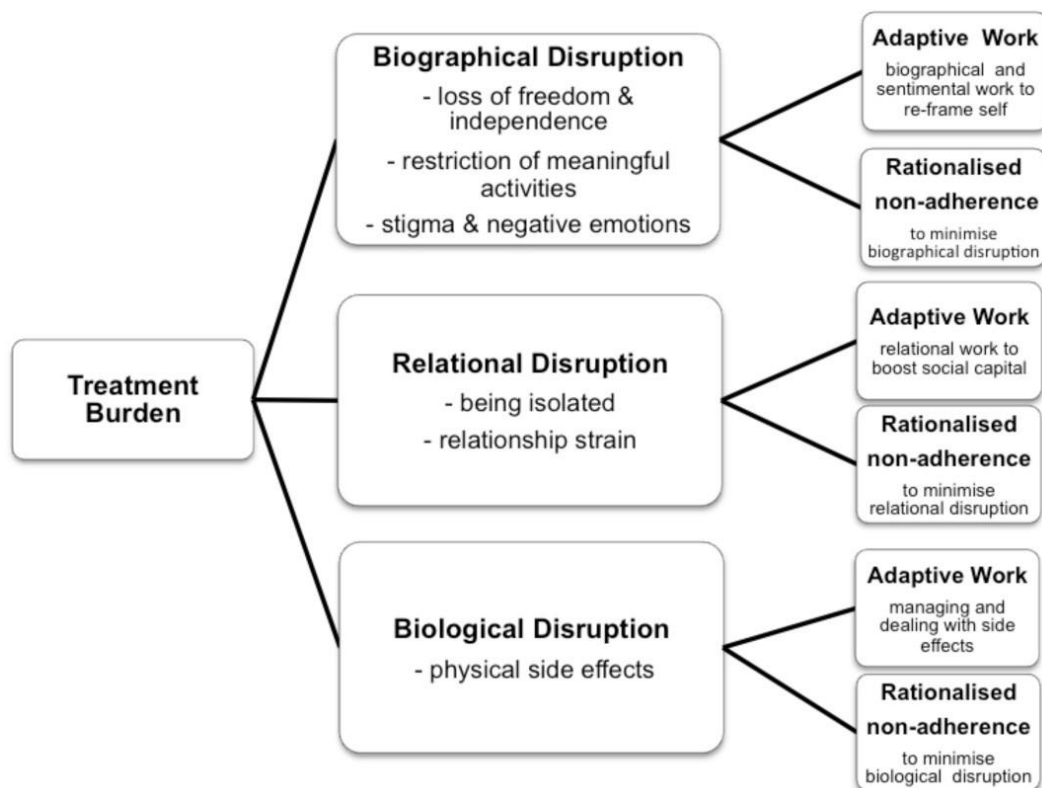 Treatment
Burden
Biographical Disruption
- loss of freedom &
independence
- restriction of meaningful
activities
- stigma & negative emotions
Adaptive Work
biographical and
sentimental work to
re-frame self
Rationalised
non-adherence
to minimise
biographical disruption
Relational Disruption
- being isolated
- relationship strain
Adaptive Work
relational work to
boost social capital
Rationalised
non-adherence
to minimise
relational disruption
Biological Disruption
- physical side effects
Adaptive Work
managing and
dealing with side
effects
Rationalised
non-adherence
to minimise
biological disruption